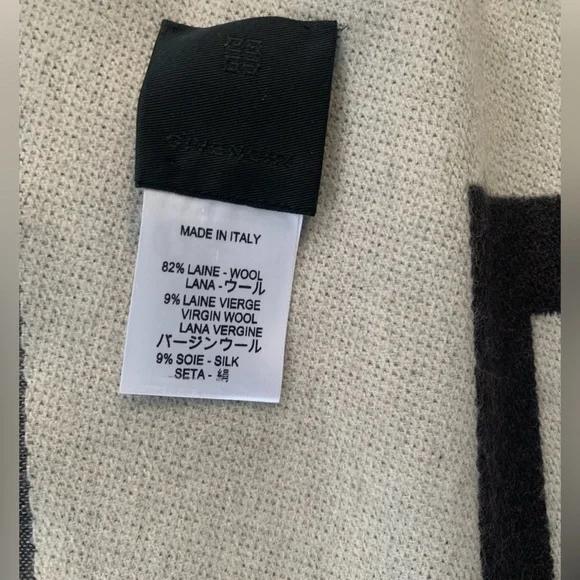 GIVENCHY
MADE IN ITALY
82% LAINE - WOOL
LANA - ウール
9% LAINE VIERGE
VIRGIN WOOL
LANA VERGINE
バージンウール
9% SOIE - SILK
SETA - 絹